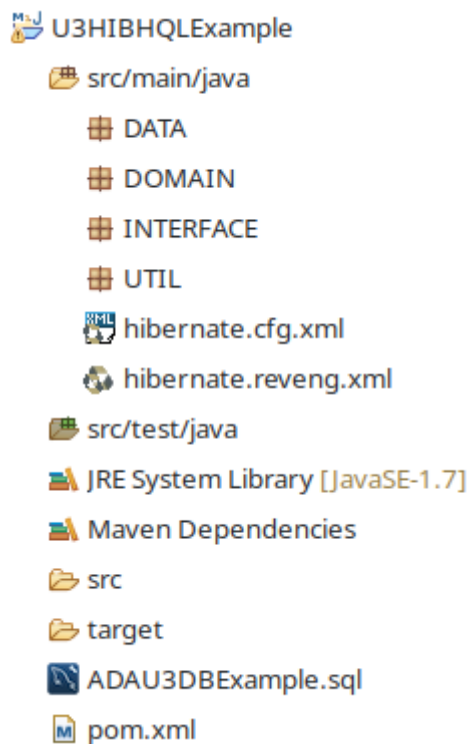 U3HIBHQLExample
src/main/java
DATA
DOMAIN
INTERFACE
UTIL
hibernate.cfg.xml
hibernate.reveng.xml
src/test/java
JRE System Library [JavaSE-1.7]
Maven Dependencies
src
target
ADAU3DBExample.sql
pom.xml